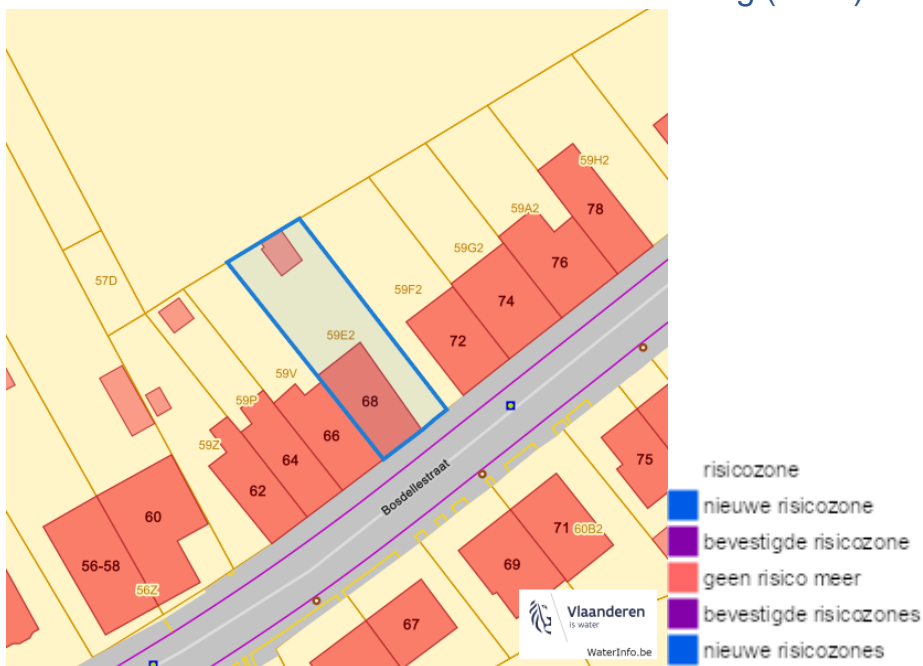 59H2
78
59A2
76
59G2
74
57D
59F2
72
59E2
59V
68
59P
66
59Z
64
62
Bosdellestraat
60
56-58
56Z
75
71
60B2
69
67
Vlaanderen
is water
WaterInfo.be
risicozone
nieuwe risicozone
bevestigde risicozone
geen risico meer
bevestigde risicozones
nieuwe risicozones